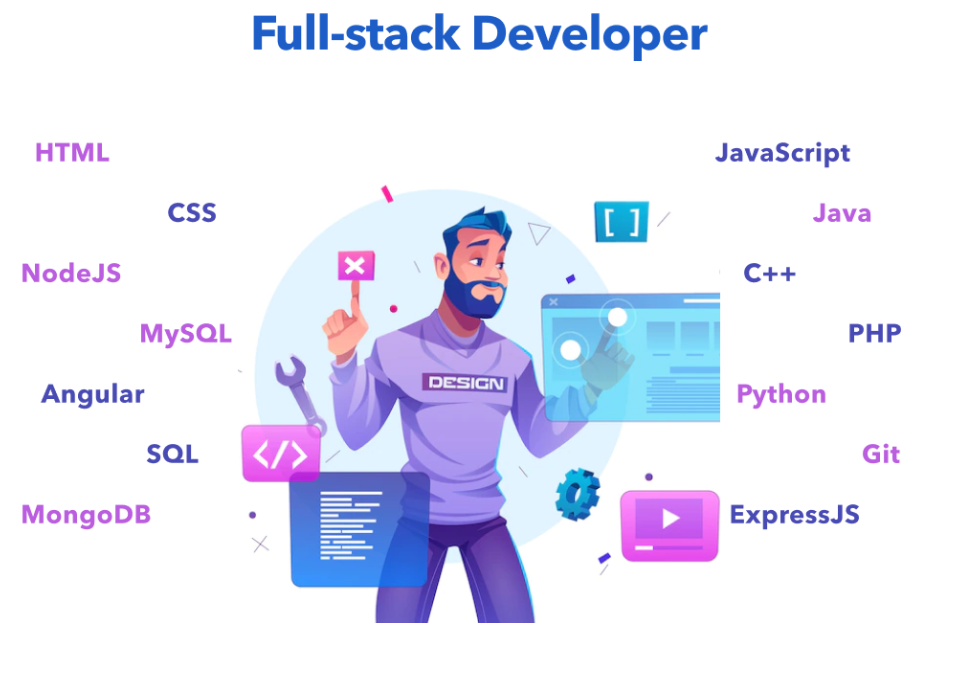 Full-stack Developer
HTML
CSS
NodeJS
MySQL
Angular
SQL
MongoDB
JavaScript
Java
C++
PHP
Python
Git
ExpressJS
DESIGN
[ ]
</>